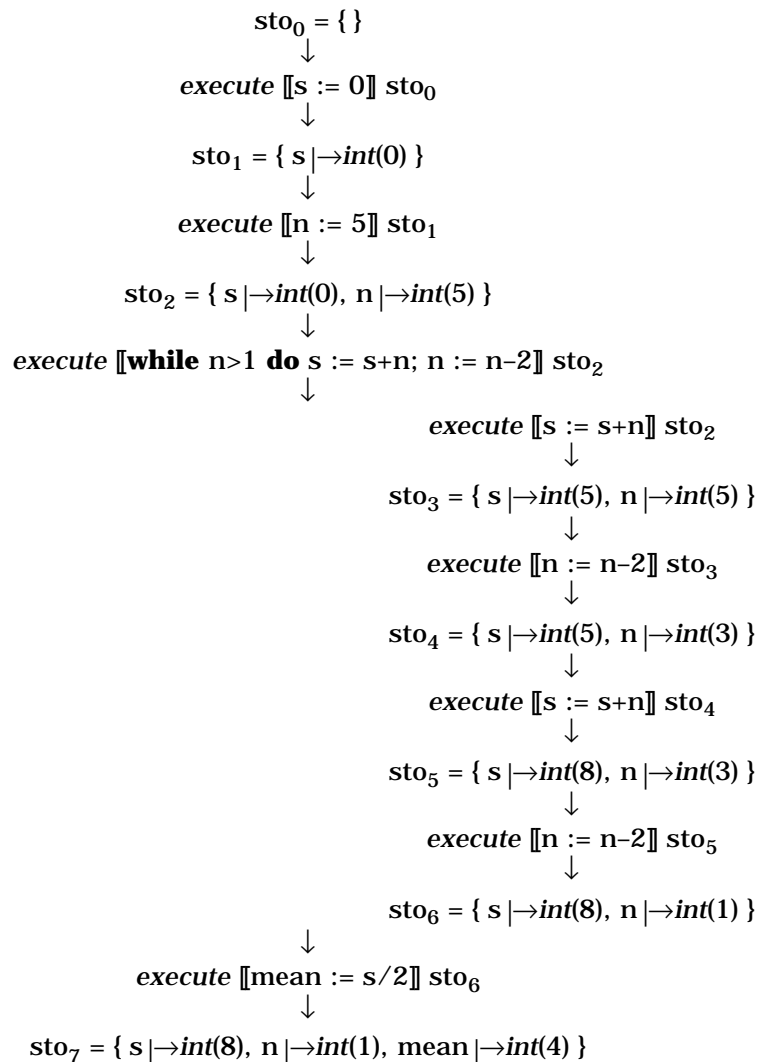 sto₀ = { }
↓
execute ⟦s := 0⟧ sto₀
↓
sto₁ = { s |→int(0) }
↓
execute ⟦n := 5⟧ sto₁
↓
sto₂ = { s |→int(0), n |→int(5) }
↓
execute ⟦while n>1 do s := s+n; n := n–2⟧ sto₂
↓
execute ⟦s := s+n⟧ sto₂
↓
sto₃ = { s |→int(5), n |→int(5) }
↓
execute ⟦n := n–2⟧ sto₃
↓
sto₄ = { s |→int(5), n |→int(3) }
↓
execute ⟦s := s+n⟧ sto₄
↓
sto₅ = { s |→int(8), n |→int(3) }
↓
execute ⟦n := n–2⟧ sto₅
↓
sto₆ = { s |→int(8), n |→int(1) }
↓
execute ⟦mean := s/2⟧ sto₆
↓
sto₇ = { s |→int(8), n |→int(1), mean |→int(4) }